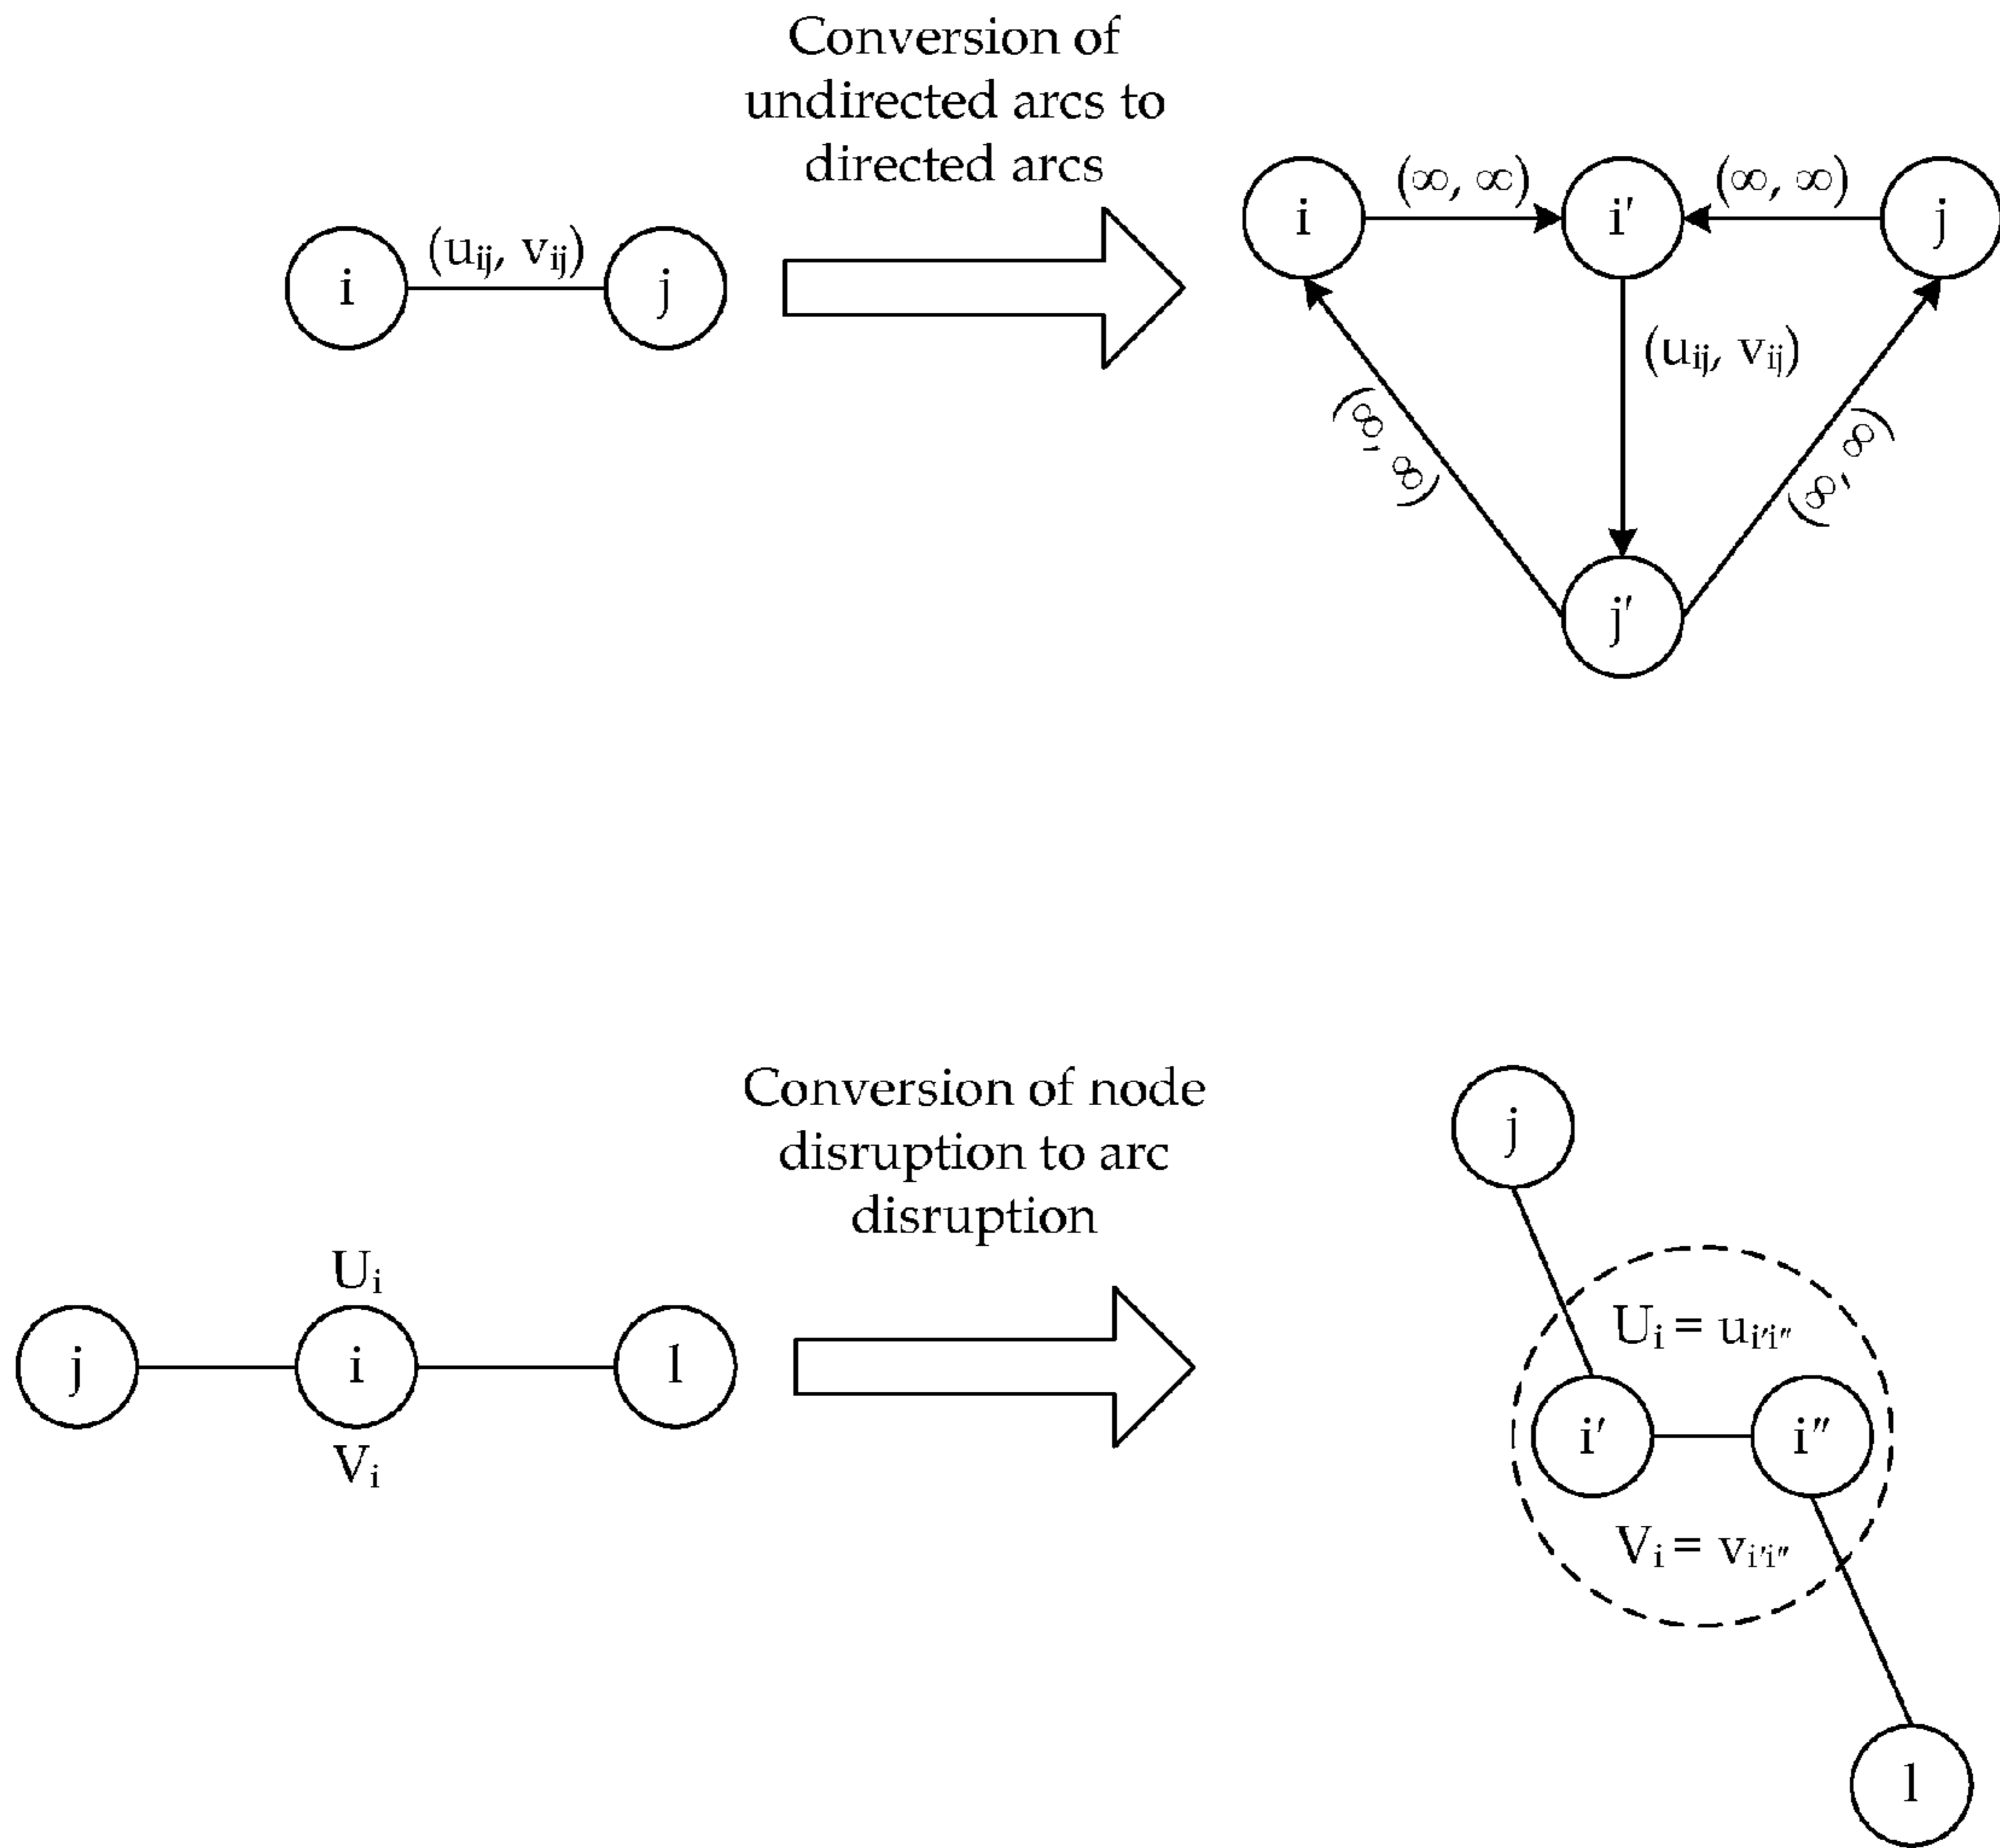 Conversion of
undirected arcs to
directed arcs
i
(uij, vij)
j
i
(∞, ∞)
i′
(∞, ∞)
j
(uij, vij)
(∞, ∞)
(∞, ∞)
j′
Conversion of node
disruption to arc
disruption
j
Ui
i
Vi
l
j
Ui = ui′i″
i′
i″
Vi = vi′i″
l